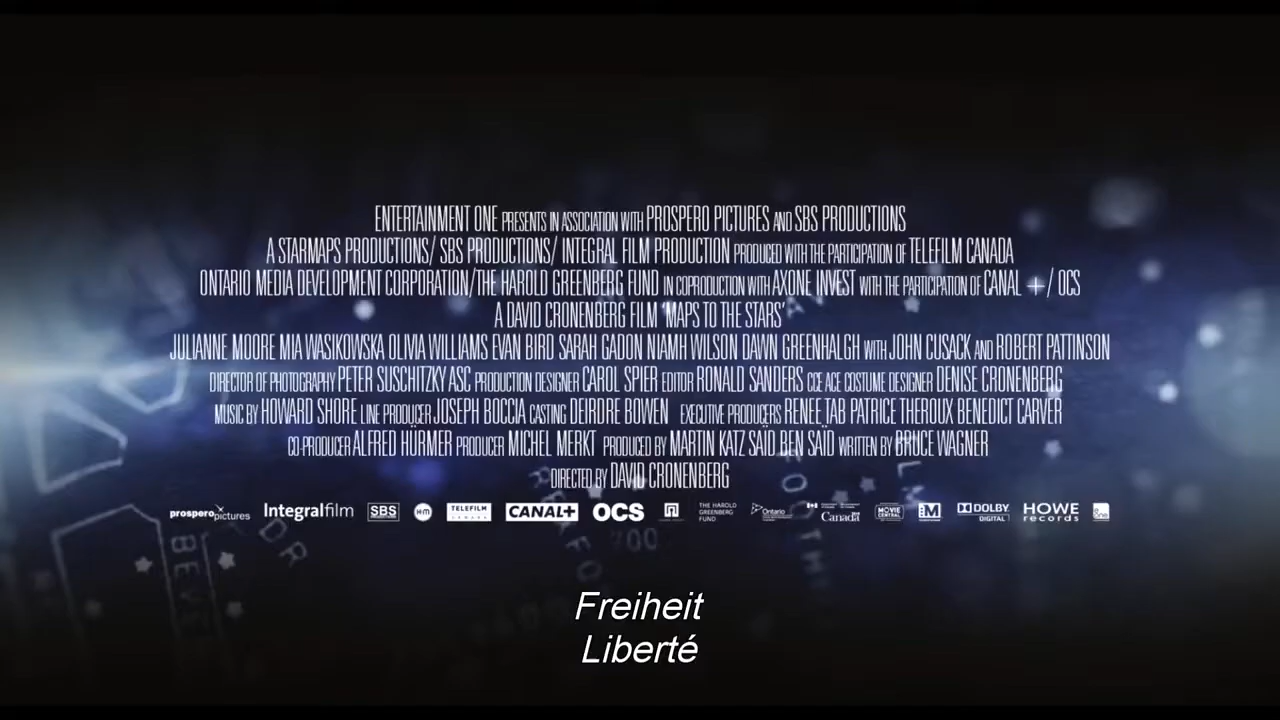 ENTERTAINMENT ONE PRESENTS IN ASSOCIATION WITH PROSPERO PICTURES AND SBS PRODUCTIONS
A STARMAPS PRODUCTIONS/ SBS PRODUCTIONS/ INTEGRAL FILM PRODUCTION PRODUCED WITH THE PARTICIPATION OF TELEFILM CANADA
ONTARIO MEDIA DEVELOPMENT CORPORATION/THE HAROLD GREENBERG FUND IN COPRODUCTION WITH AXONE INVEST WITH THE PARTICIPATION OF CANAL +/ OCS
A DAVID CRONENBERG FILM 'MAPS TO THE STARS'
JULIANNE MOORE MIA WASIKOWSKA OLIVIA WILLIAMS EVAN BIRD SARAH GADON NIAMH WILSON DAWN GREENHALGH WITH JOHN CUSACK AND ROBERT PATTINSON
DIRECTOR OF PHOTOGRAPHY PETER SUSCHITZKY ASC PRODUCTION DESIGNER CAROL SPIER EDITOR RONALD SANDERS CCE ACE COSTUME DESIGNER DENISE CRONENBERG
MUSIC BY HOWARD SHORE LINE PRODUCER JOSEPH BOCCIA CASTING DEIRDRE BOWEN EXECUTIVE PRODUCERS RENEE TAB PATRICE THEROUX BENEDICT CARVER
CO-PRODUCER ALFRED HÜRMER PRODUCER MICHEL MERKT PRODUCED BY MARTIN KATZ SAÏD BEN SAÏD WRITTEN BY BRUCE WAGNER
DIRECTED BY DAVID CRONENBERG
prospero pictures Integralfilm SBS TELEFILM CANADA CANAL+ OCS THE HAROLD GREENBERG FUND Ontario Canada MOVIE CENTRAL M DOLBY DIGITAL HOWE records
Freiheit
Liberté